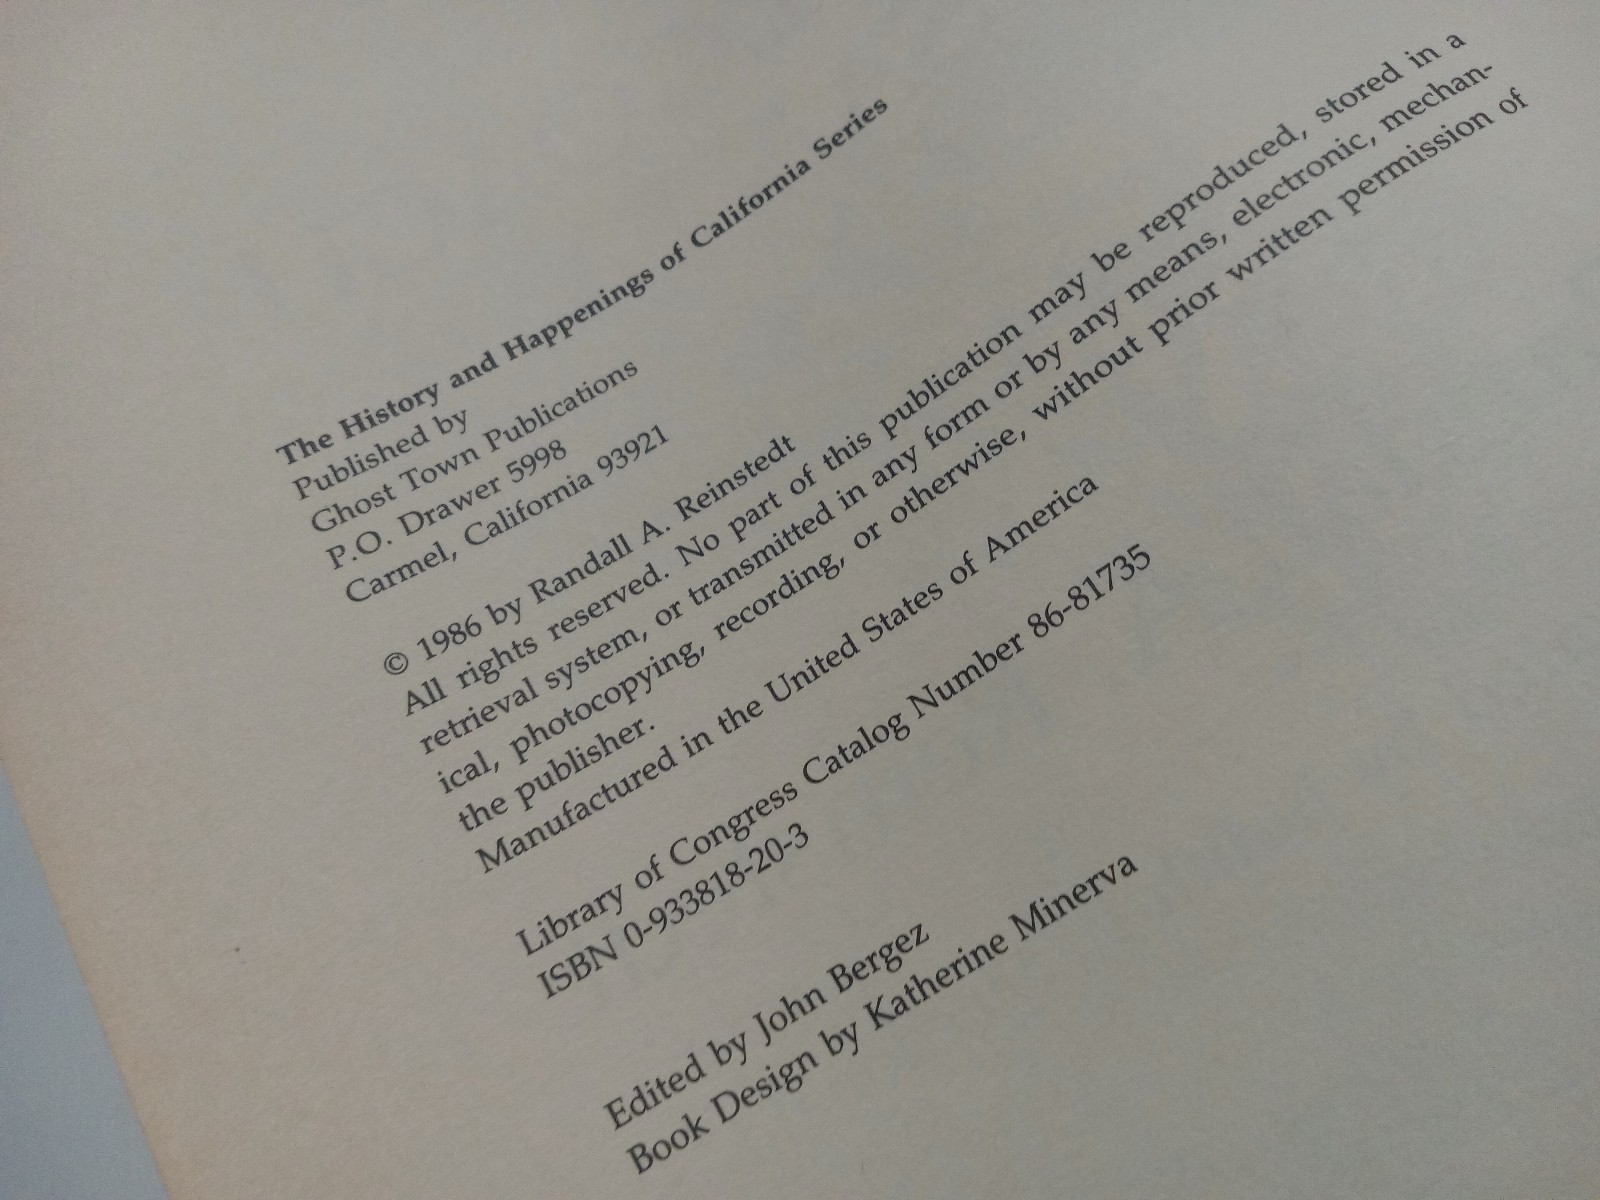 The History and Happenings of California Series
Published by
Ghost Town Publications
P.O. Drawer 5998
Carmel, California 93921
© 1986 by Randall A. Reinstedt
All rights reserved. No part of this publication may be reproduced, stored in a
retrieval system, or transmitted in any form or by any means, electronic, mechan-
ical, photocopying, recording, or otherwise, without prior written permission of
the publisher.
Manufactured in the United States of America
Library of Congress Catalog Number 86-81735
ISBN 0-933818-20-3
Edited by John Bergez
Book Design by Katherine Minerva